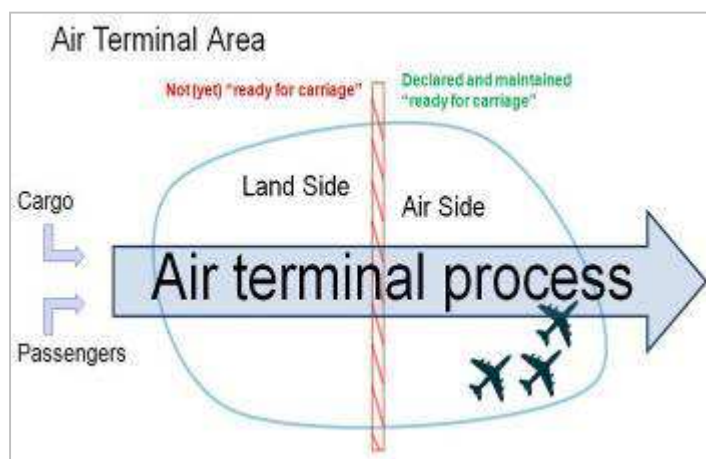 Air Terminal Area
Not (yet) “ready for carriage”
Declared and maintained
“ready for carriage”
Land Side
Air Side
Cargo
Air terminal process
Passengers